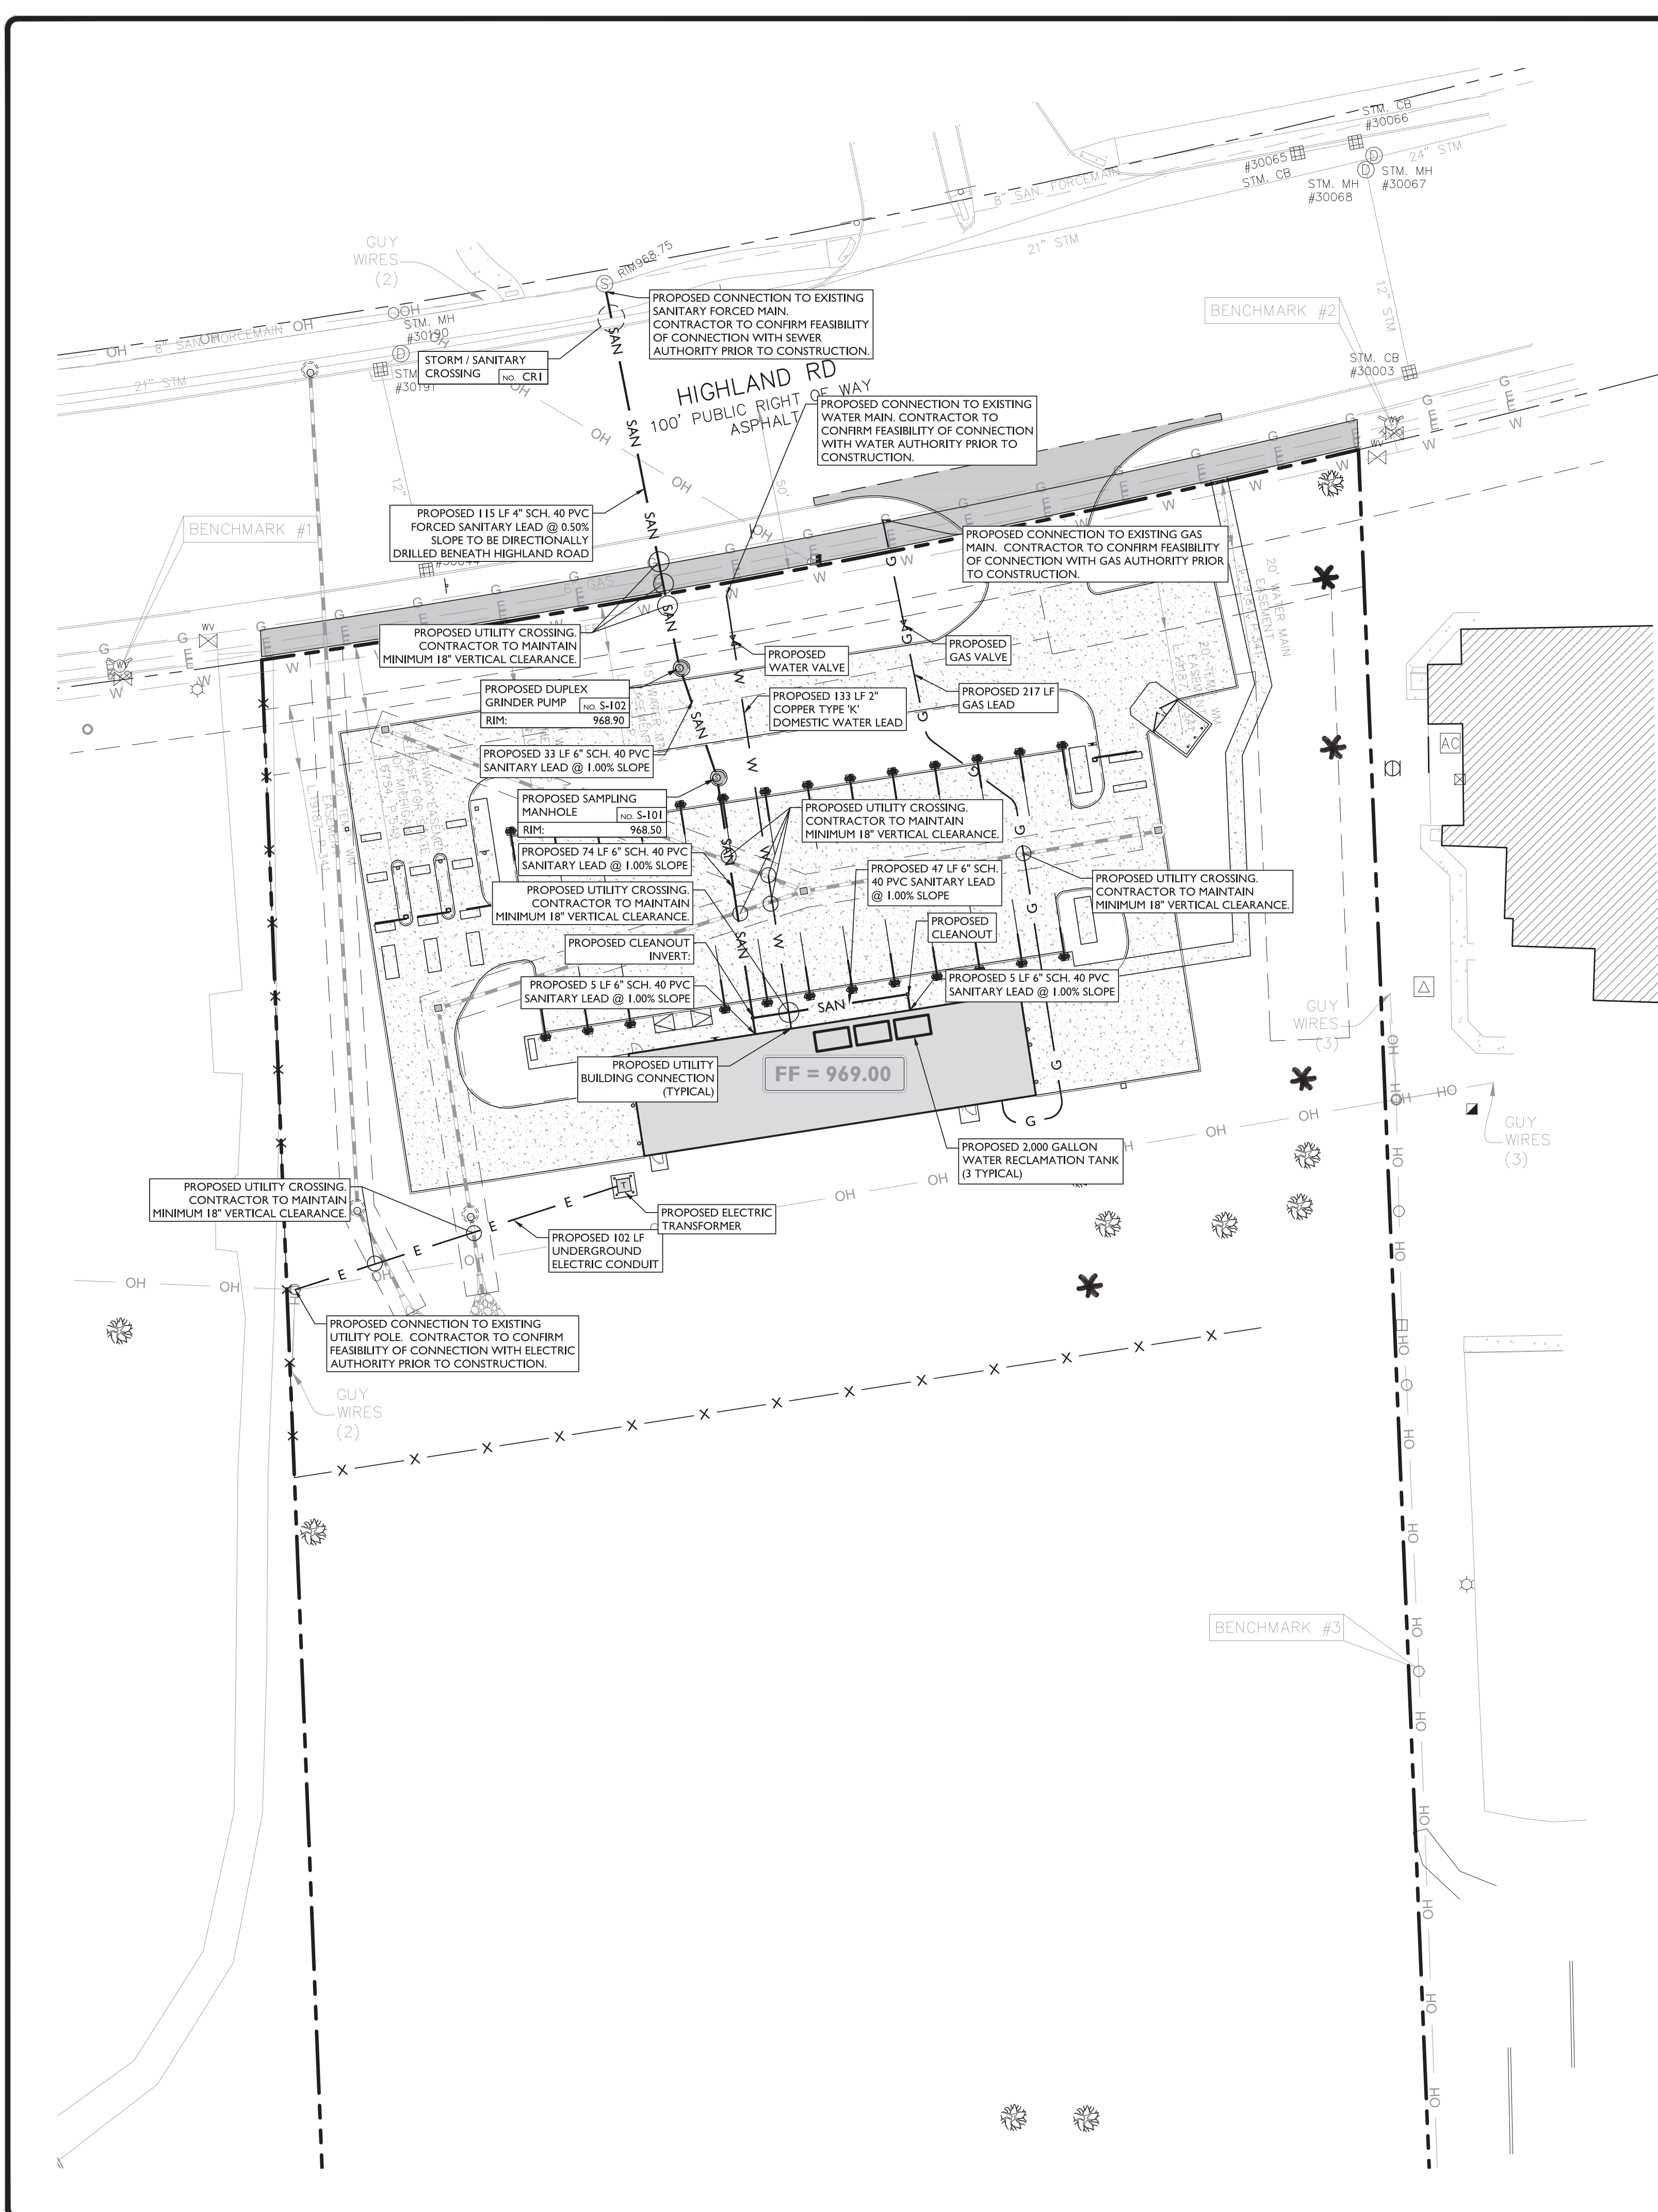 STM. CB
#30066
#30065
STM. CB
24" STM
STM. MH
#30067
STM. MH
#30068
8" SAN. FORCEMAIN
21" STM
12" STM
GUY
WIRES
(2)
RIM968.75
S
PROPOSED CONNECTION TO EXISTING
SANITARY FORCED MAIN.
CONTRACTOR TO CONFIRM FEASIBILITY
OF CONNECTION WITH SEWER
AUTHORITY PRIOR TO CONSTRUCTION.
BENCHMARK #2
STM. MH
#30190
STM
#30191
OH
8" SAN. FORCEMAIN
21" STM
STORM / SANITARY
CROSSING NO. CR1
STM. CB
#30003
HIGHLAND RD
100' PUBLIC RIGHT OF WAY
ASPHALT
PROPOSED CONNECTION TO EXISTING
WATER MAIN. CONTRACTOR TO
CONFIRM FEASIBILITY OF CONNECTION
WITH WATER AUTHORITY PRIOR TO
CONSTRUCTION.
12"
50'
PROPOSED 115 LF 4" SCH. 40 PVC
FORCED SANITARY LEAD @ 0.50%
SLOPE TO BE DIRECTIONALLY
DRILLED BENEATH HIGHLAND ROAD
BENCHMARK #1
PROPOSED CONNECTION TO EXISTING GAS
MAIN. CONTRACTOR TO CONFIRM FEASIBILITY
OF CONNECTION WITH GAS AUTHORITY PRIOR
TO CONSTRUCTION.
20' WATER MAIN
EASEMENT
PROPOSED UTILITY CROSSING.
CONTRACTOR TO MAINTAIN
MINIMUM 18" VERTICAL CLEARANCE.
WV
PROPOSED
WATER VALVE
PROPOSED
GAS VALVE
PROPOSED DUPLEX
GRINDER PUMP NO. S-102
RIM: 968.90
PROPOSED 133 LF 2"
COPPER TYPE 'K'
DOMESTIC WATER LEAD
PROPOSED 217 LF
GAS LEAD
PROPOSED 33 LF 6" SCH. 40 PVC
SANITARY LEAD @ 1.00% SLOPE
AC
PROPOSED SAMPLING
MANHOLE NO. S-101
RIM: 968.50
PROPOSED UTILITY CROSSING.
CONTRACTOR TO MAINTAIN
MINIMUM 18" VERTICAL CLEARANCE.
PROPOSED 74 LF 6" SCH. 40 PVC
SANITARY LEAD @ 1.00% SLOPE
PROPOSED 47 LF 6" SCH.
40 PVC SANITARY LEAD
@ 1.00% SLOPE
PROPOSED UTILITY CROSSING.
CONTRACTOR TO MAINTAIN
MINIMUM 18" VERTICAL CLEARANCE.
PROPOSED UTILITY CROSSING.
CONTRACTOR TO MAINTAIN
MINIMUM 18" VERTICAL CLEARANCE.
PROPOSED
CLEANOUT
PROPOSED CLEANOUT
INVERT:
PROPOSED 5 LF 6" SCH. 40 PVC
SANITARY LEAD @ 1.00% SLOPE
PROPOSED 5 LF 6" SCH. 40 PVC
SANITARY LEAD @ 1.00% SLOPE
SAN
GUY
WIRES
(3)
PROPOSED UTILITY
BUILDING CONNECTION
(TYPICAL)
FF = 969.00
GUY
WIRES
(3)
PROPOSED 2,000 GALLON
WATER RECLAMATION TANK
(3 TYPICAL)
PROPOSED UTILITY CROSSING.
CONTRACTOR TO MAINTAIN
MINIMUM 18" VERTICAL CLEARANCE.
T
PROPOSED ELECTRIC
TRANSFORMER
PROPOSED 102 LF
UNDERGROUND
ELECTRIC CONDUIT
PROPOSED CONNECTION TO EXISTING
UTILITY POLE. CONTRACTOR TO CONFIRM
FEASIBILITY OF CONNECTION WITH ELECTRIC
AUTHORITY PRIOR TO CONSTRUCTION.
GUY
WIRES
(2)
BENCHMARK #3